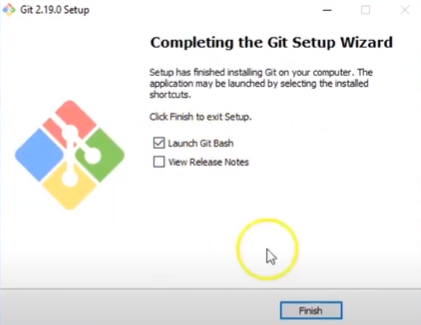 Git 2.19.0 Setup
Completing the Git Setup Wizard
Setup has finished installing Git on your computer. The
application may be launched by selecting the installed
shortcuts.
Click Finish to exit Setup.
Launch Git Bash
View Release Notes
Finish